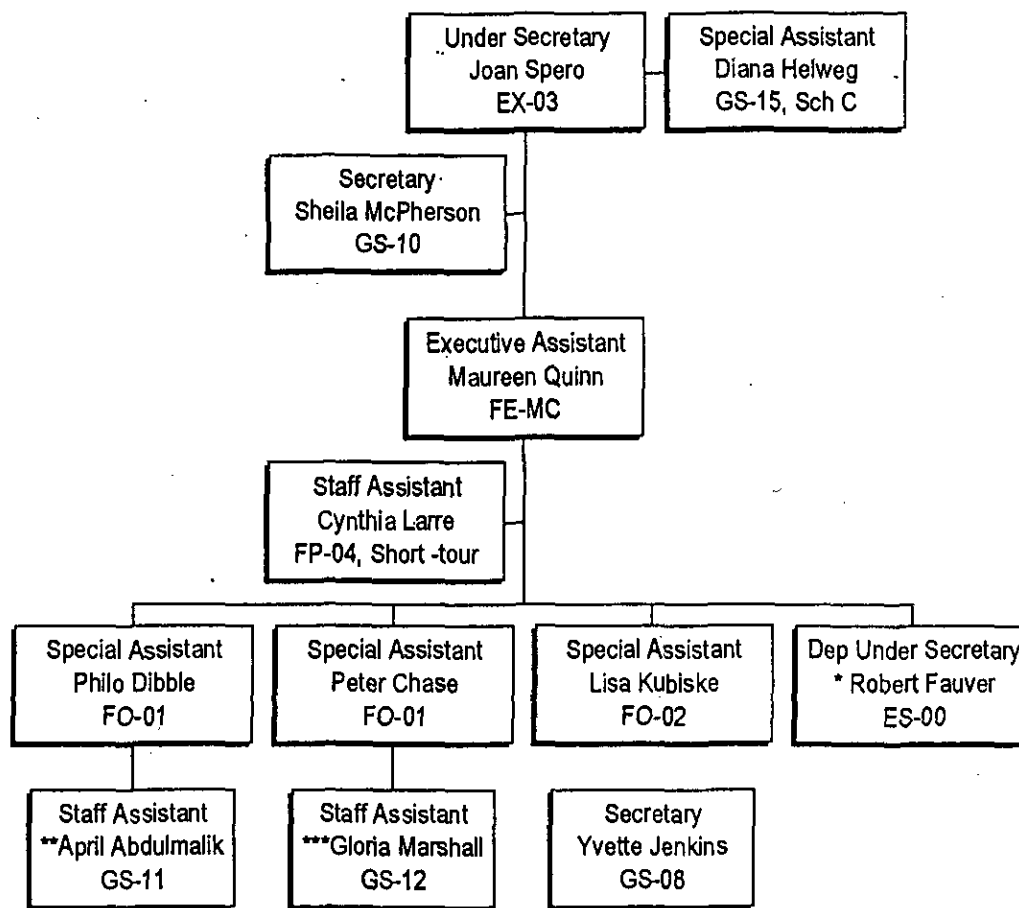 Under Secretary
Joan Spero
EX-03
Special Assistant
Diana Helweg
GS-15, Sch C
Secretary
Sheila McPherson
GS-10
Executive Assistant
Maureen Quinn
FE-MC
Staff Assistant
Cynthia Larre
FP-04, Short -tour
Special Assistant
Philo Dibble
FO-01
Special Assistant
Peter Chase
FO-01
Special Assistant
Lisa Kubiske
FO-02
Dep Under Secretary
* Robert Fauver
ES-00
Staff Assistant
**April Abdulmalik
GS-11
Staff Assistant
***Gloria Marshall
GS-12
Secretary
Yvette Jenkins
GS-08